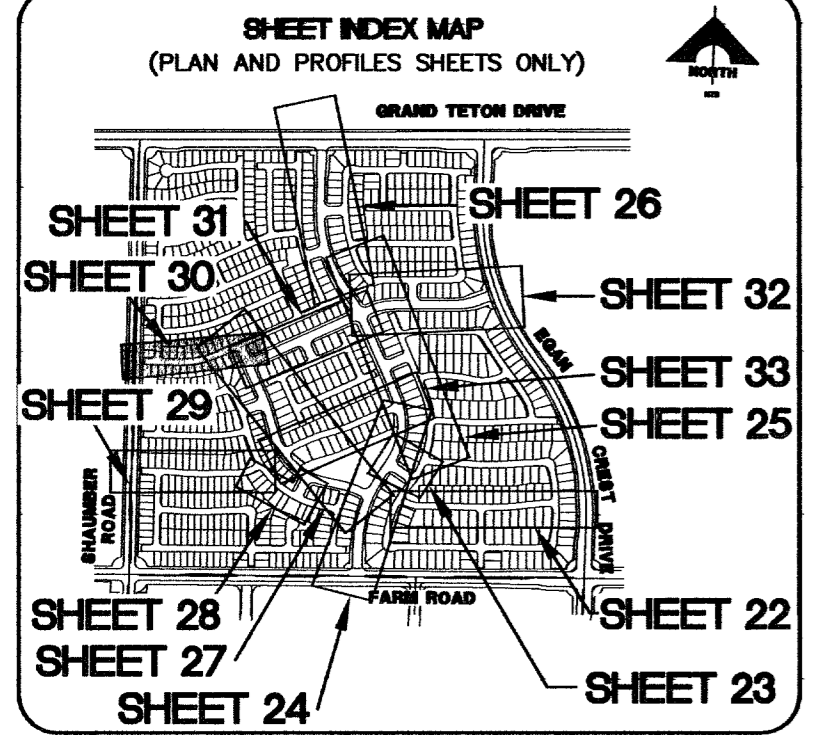 SHEET INDEX MAP
(PLAN AND PROFILES SHEETS ONLY)
NORTH
GRAND TETON DRIVE
SHEET 26
SHEET 31
SHEET 30
SHEET 32
EGAN
SHEET 33
SHEET 29
SHEET 25
CREST DRIVE
SHAUMBER
ROAD
FARM ROAD
SHEET 28
SHEET 22
SHEET 27
SHEET 23
SHEET 24